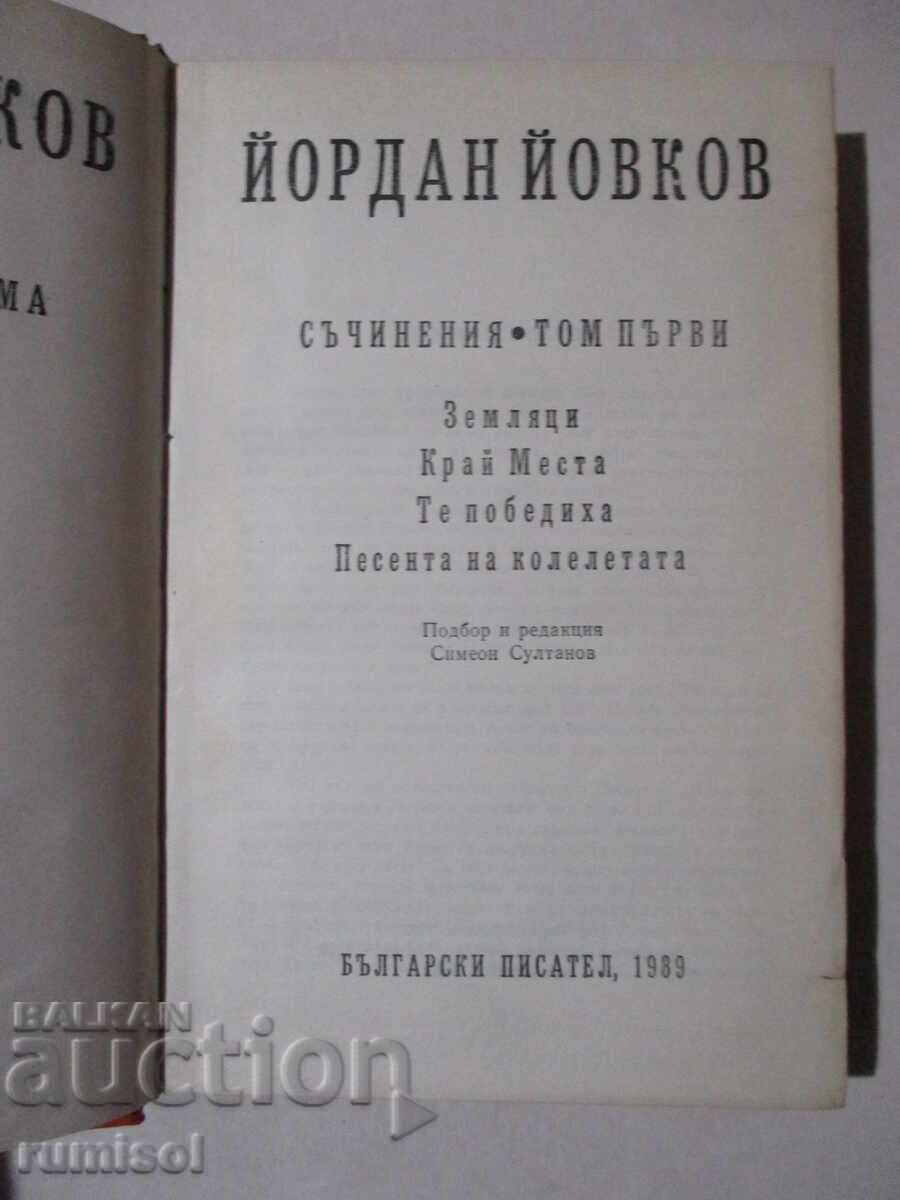 КОВ
МА
ЙОРДАН ЙОВКОВ
СЪЧИНЕНИЯ • ТОМ ПЪРВИ
Земляци
Край Места
Те победиха
Песента на колелетата
Подбор и редакция
Симеон Султанов
БЪЛГАРСКИ ПИСАТЕЛ, 1989
BALKAN
auction
rumisol